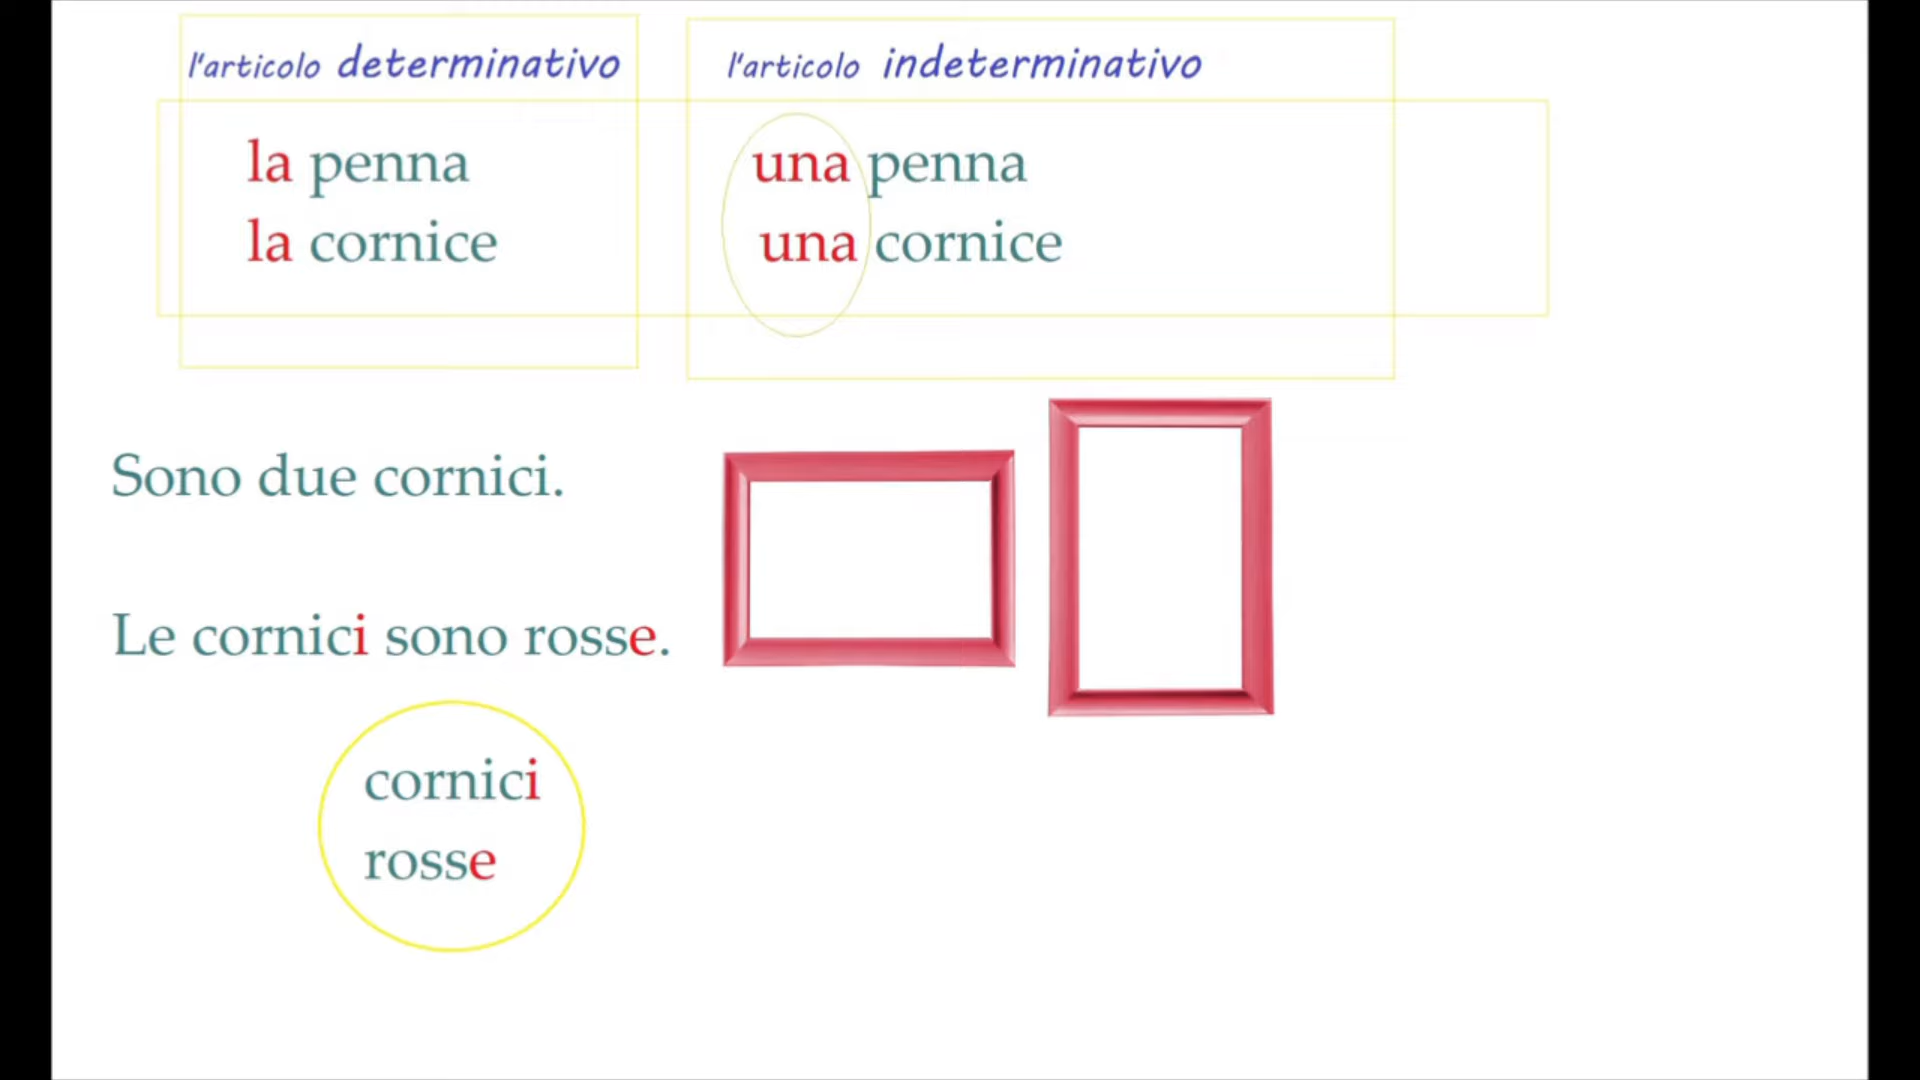 l'articolo determinativo
la penna
la cornice
l'articolo indeterminativo
una penna
una cornice
Sono due cornici.
Le cornici sono rosse.
cornici
rosse